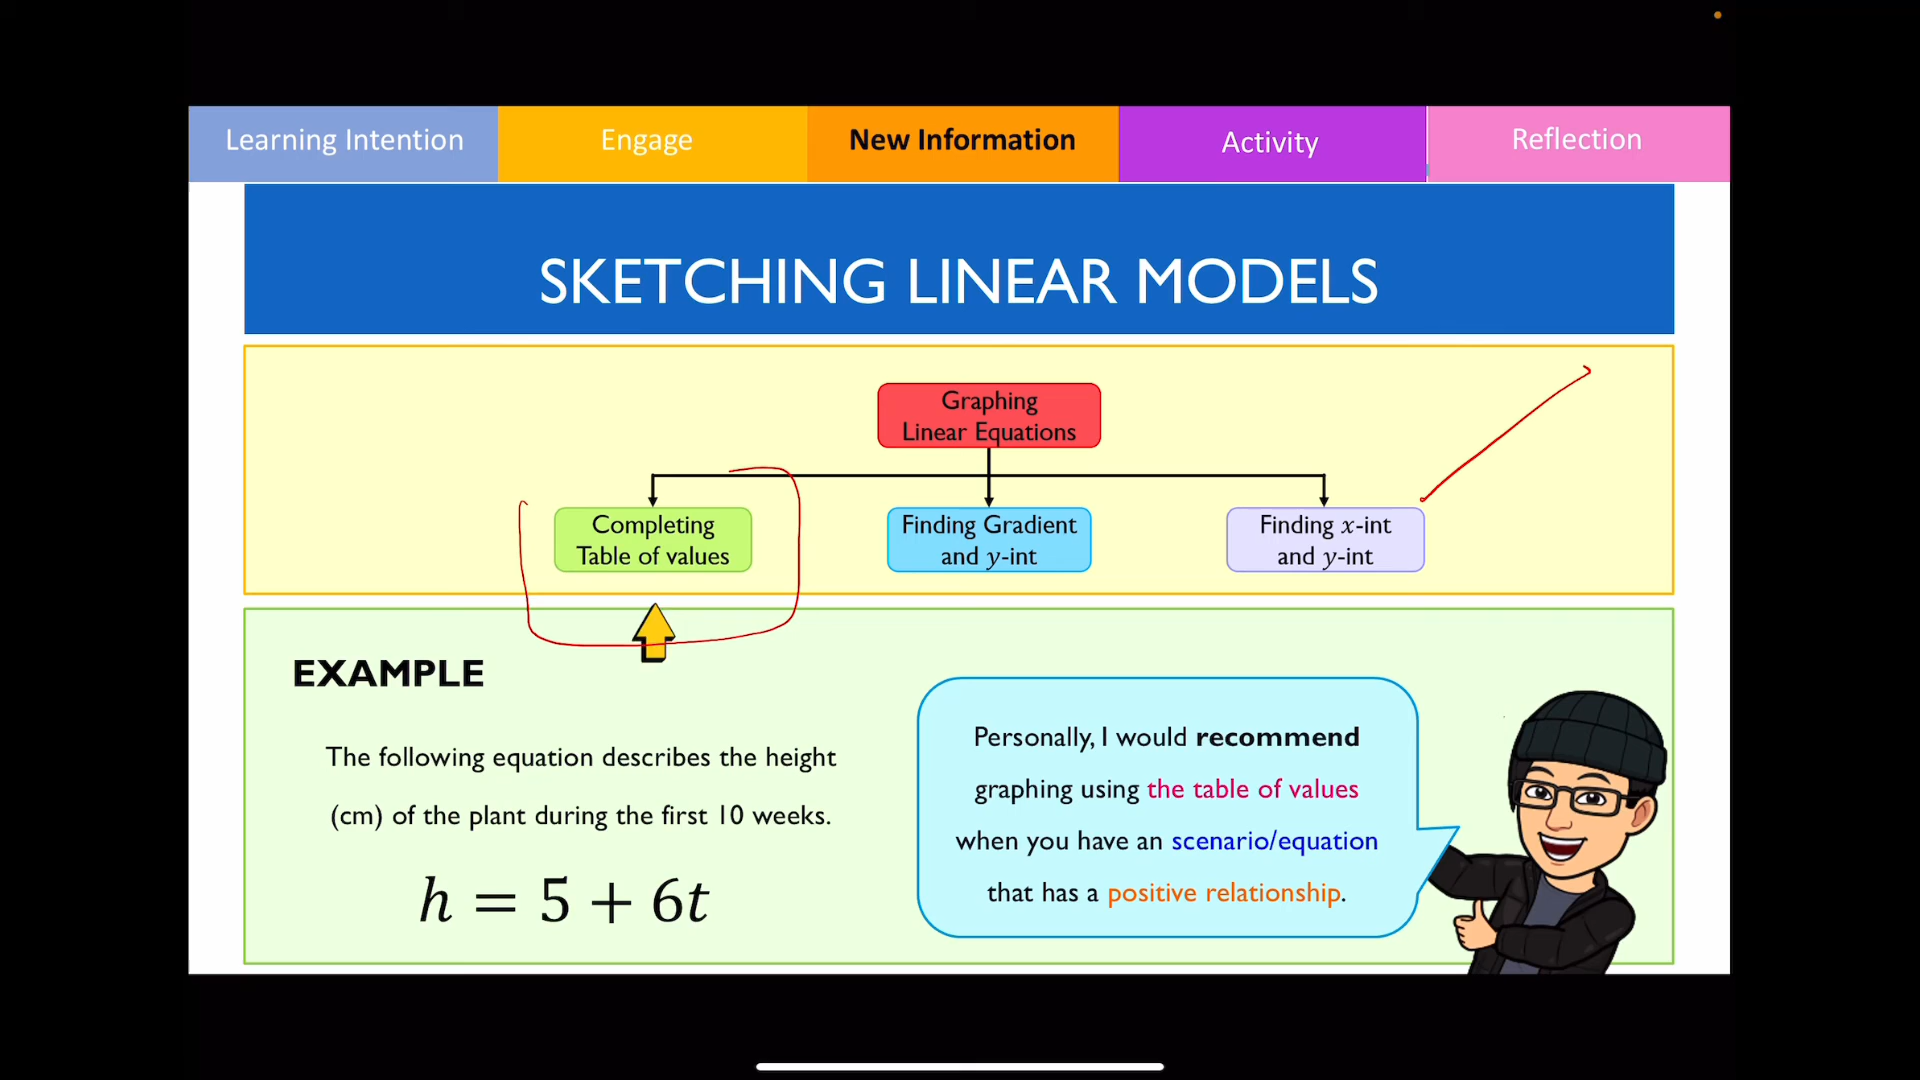 Learning Intention
Engage
New Information
Activity
Reflection
SKETCHING LINEAR MODELS
Graphing
Linear Equations
Completing
Table of values
Finding Gradient
and y-int
Finding x-int
and y-int
EXAMPLE
The following equation describes the height
(cm) of the plant during the first 10 weeks.
h = 5 + 6t
Personally, I would recommend
graphing using the table of values
when you have an scenario/equation
that has a positive relationship.